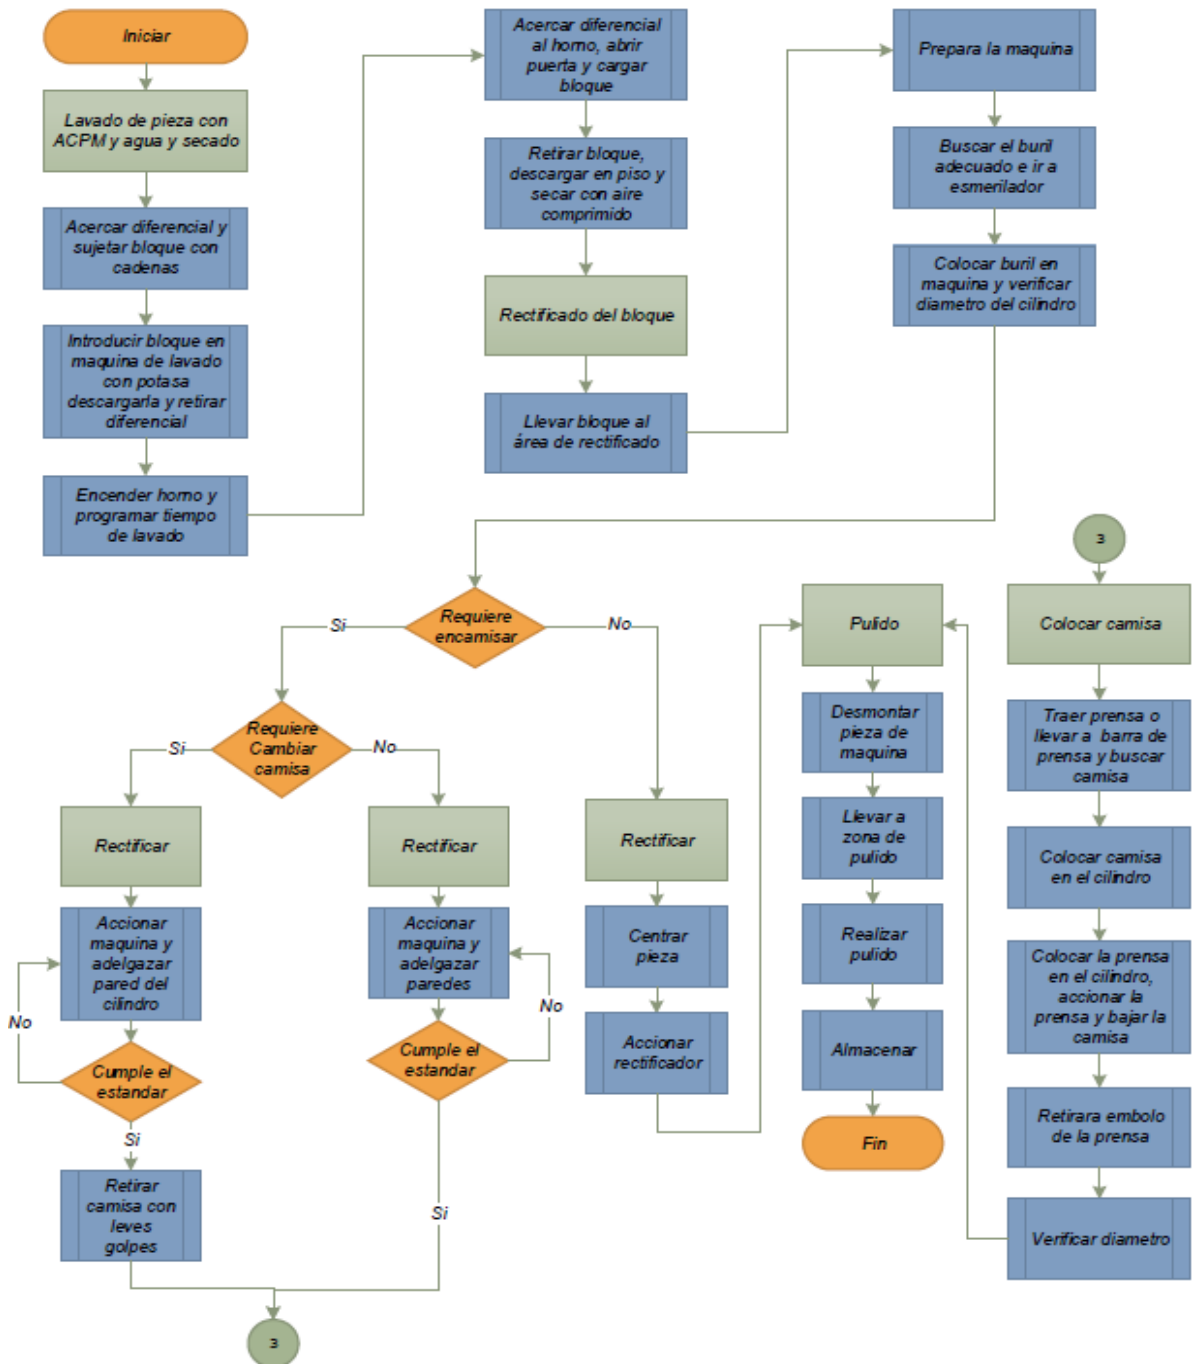 Iniciar
Lavado de pieza con
ACPM y agua y secado
Acercar diferencial y
sujetar bloque con
cadenas
Introducir bloque en
maquina de lavado
con potasa
descargarla y retirar
diferencial
Encender horno y
programar tiempo
de lavado
Acercar diferencial
al horno, abrir
puerta y cargar
bloque
Retirar bloque,
descargar en piso y
secar con aire
comprimido
Rectificado del bloque
Llevar bloque al
área de rectificado
Prepara la maquina
Buscar el buril
adecuado e ir a
esmerilador
Colocar buril en
maquina y verificar
diametro del cilindro
Requiere
encamisar
Si
No
Requiere
Cambiar
camisa
Si
No
Rectificar
Accionar
maquina y
adelgazar
pared del
cilindro
No
Cumple el
estandar
Si
Retirar
camisa con
leves
golpes
Rectificar
Accionar
maquina y
adelgazar
paredes
No
Cumple el
estandar
Si
3
Rectificar
Centrar
pieza
Accionar
rectificador
Pulido
Desmontar
pieza de
maquina
Llevar a
zona de
pulido
Realizar
pulido
Almacenar
Fin
3
Colocar camisa
Traer prensa o
llevar a barra de
prensa y buscar
camisa
Colocar camisa
en el cilindro
Colocar la prensa
en el cilindro,
accionar la
prensa y bajar la
camisa
Retirara embolo
de la prensa
Verificar diametro